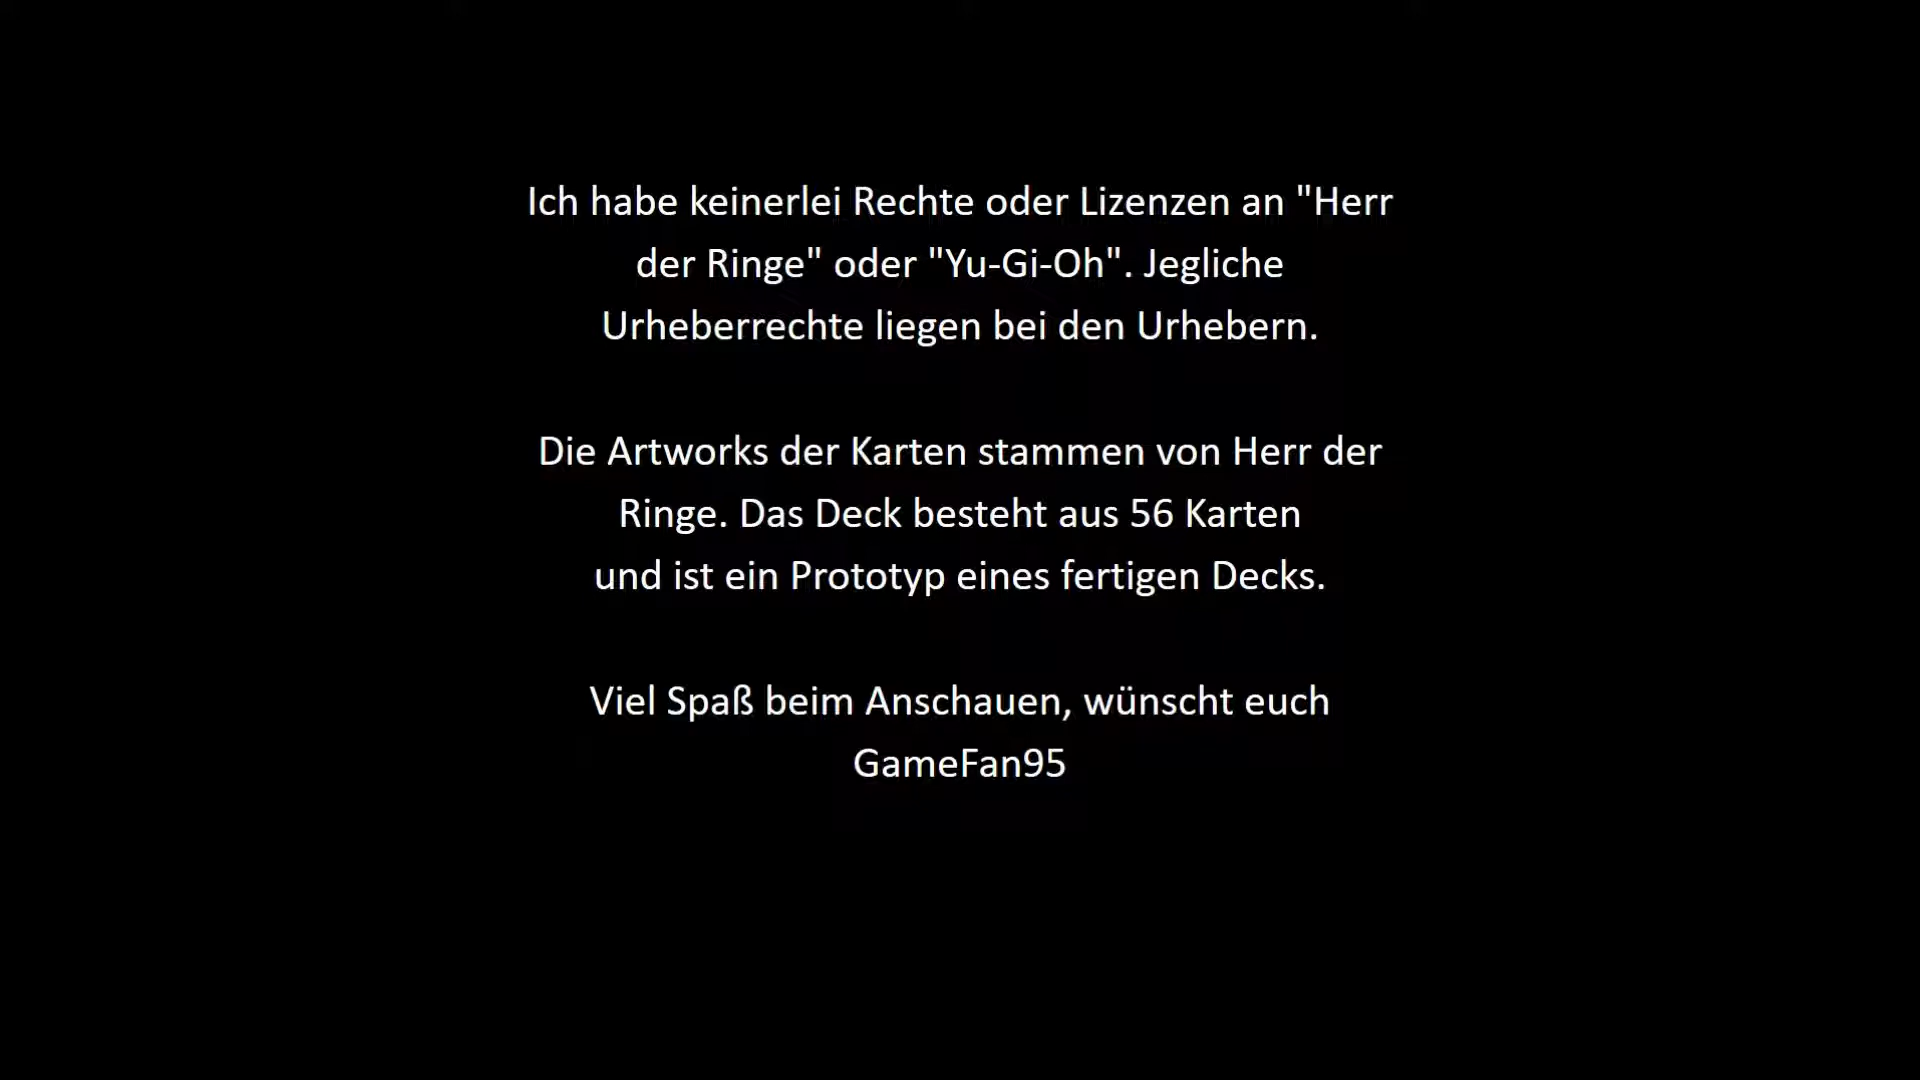 Ich habe keinerlei Rechte oder Lizenzen an "Herr
der Ringe" oder "Yu-Gi-Oh". Jegliche
Urheberrechte liegen bei den Urhebern.
Die Artworks der Karten stammen von Herr der
Ringe. Das Deck besteht aus 56 Karten
und ist ein Prototyp eines fertigen Decks.
Viel Spaß beim Anschauen, wünscht euch
GameFan95